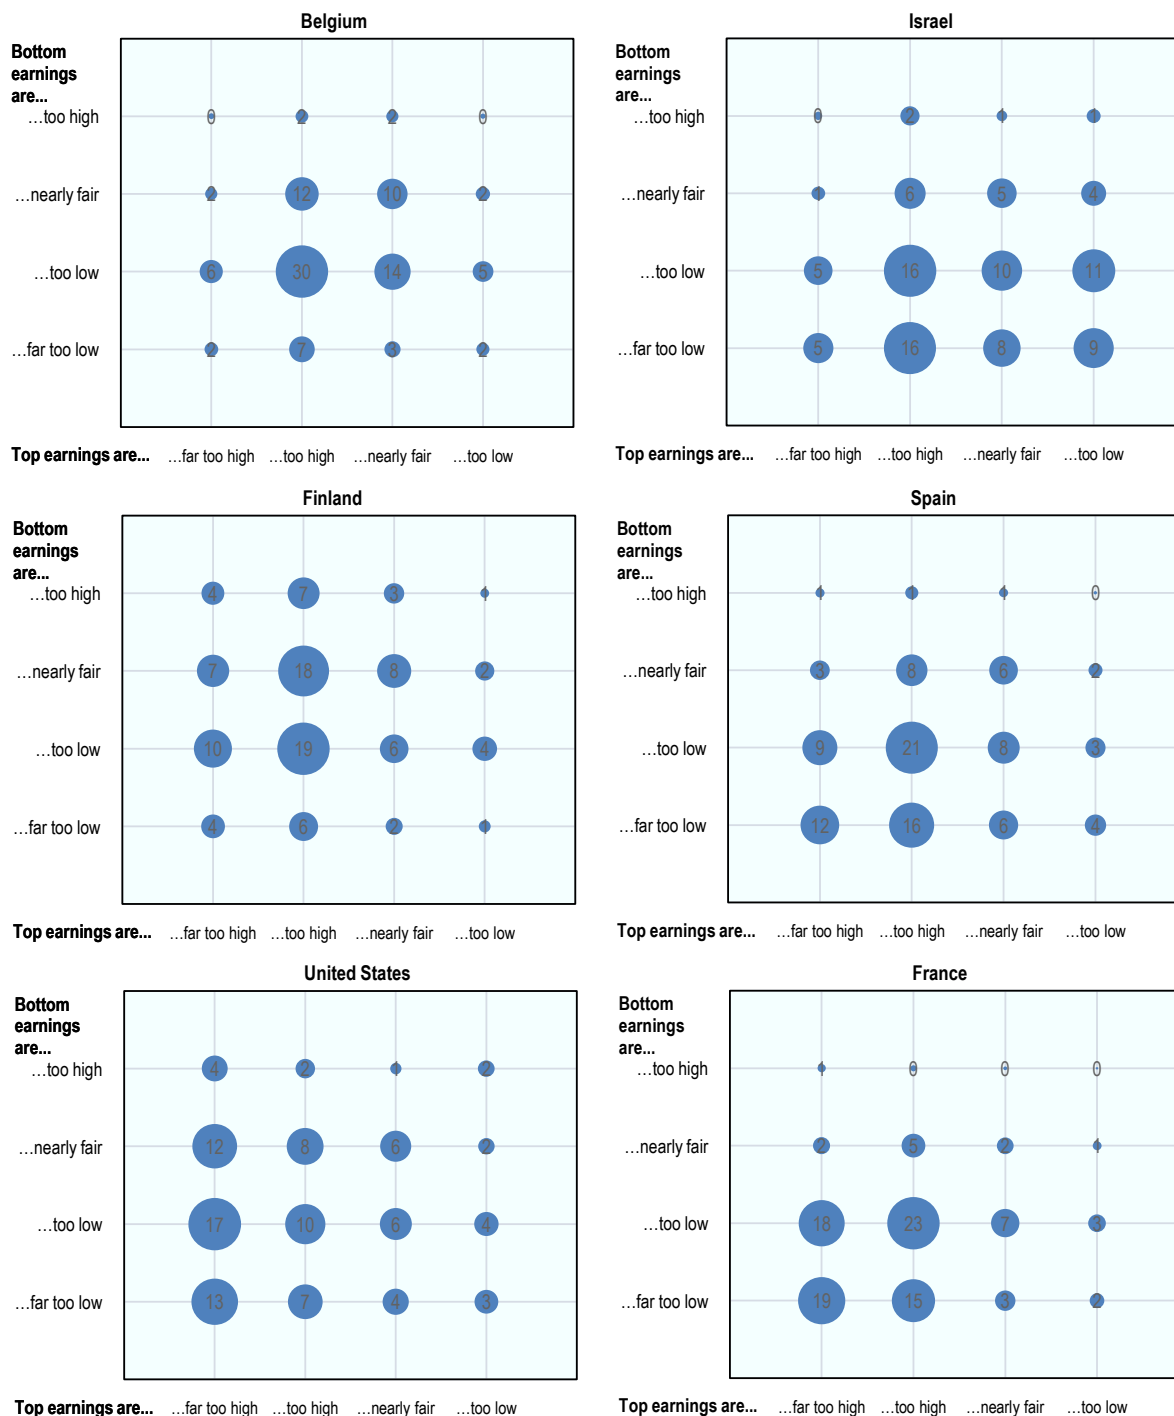 Belgium
Bottom
earnings
are...
…too high
0 2 2 0
…nearly fair
2 12 10 2
…too low
6 30 14 5
…far too low
2 7 3 2
Top earnings are... …far too high …too high …nearly fair …too low
Israel
Bottom
earnings
are...
…too high
0 2 1 1
…nearly fair
1 6 5 4
…too low
5 16 10 11
…far too low
5 16 8 9
Top earnings are... …far too high …too high …nearly fair …too low
Finland
Bottom
earnings
are...
…too high
4 7 3 1
…nearly fair
7 18 8 2
…too low
10 19 6 4
…far too low
4 6 2 1
Top earnings are... …far too high …too high …nearly fair …too low
Spain
Bottom
earnings
are...
…too high
1 1 1 0
…nearly fair
3 8 6 2
…too low
9 21 8 3
…far too low
12 16 6 4
Top earnings are... …far too high …too high …nearly fair …too low
United States
Bottom
earnings
are...
…too high
4 2 1 2
…nearly fair
12 8 6 2
…too low
17 10 6 4
…far too low
13 7 4 3
Top earnings are... …far too high …too high …nearly fair …too low
France
Bottom
earnings
are...
…too high
1 0 0 0
…nearly fair
2 5 2 1
…too low
18 23 7 3
…far too low
19 15 3 2
Top earnings are... …far too high …too high …nearly fair …too low